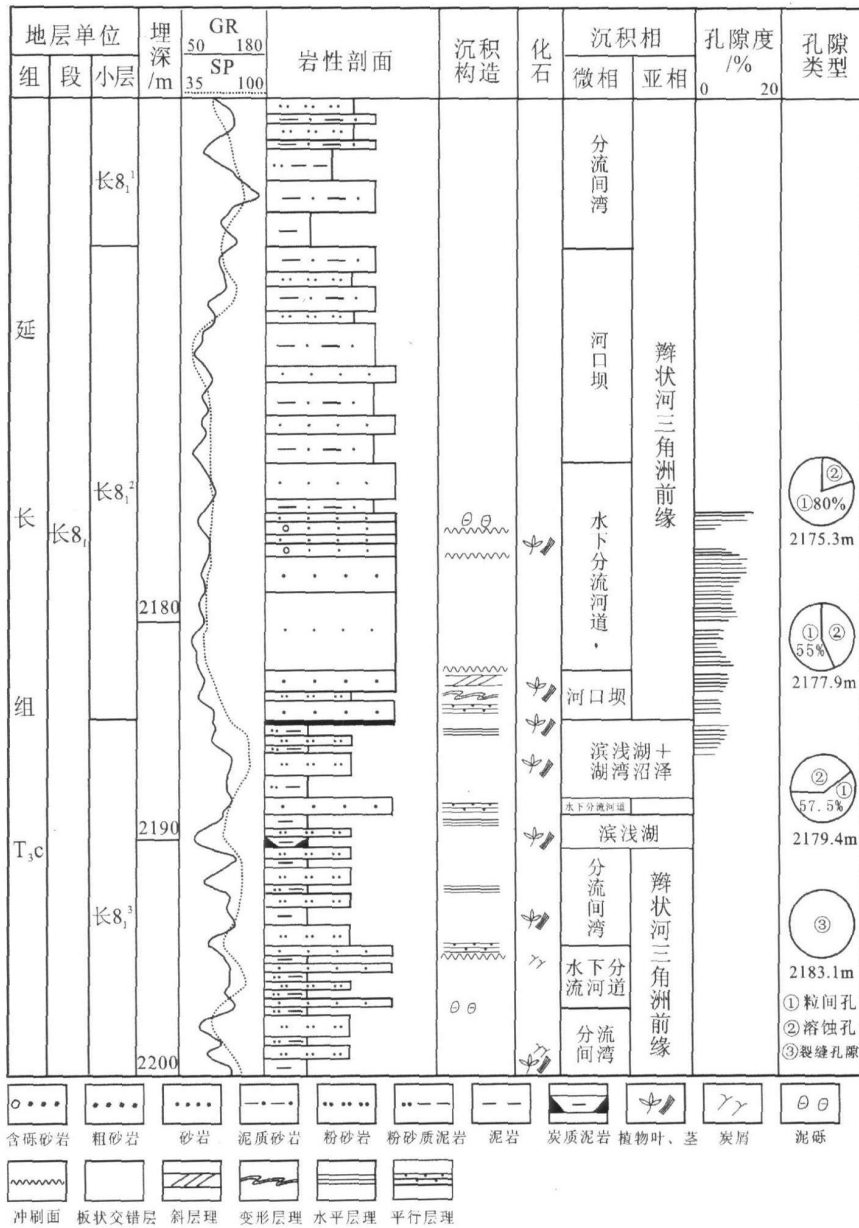 地层单位
组 段 小层
埋深/m
GR
50 180
SP
35 100
岩性剖面
沉积构造
化石
沉积相
微相 亚相
孔隙度/%
0 20
孔隙类型
延长组
T₃c
长8₁
长8₁¹
长8₁²
长8₁³
2180
2190
2200
分流间湾
河口坝
水下分流河道
河口坝
滨浅湖＋
湖湾沼泽
水下分流河道
滨浅湖
分流间湾
水下分
流河道
分流
间湾
辫状河三角洲前缘
辫状河三角洲前缘
②
①80%
2175.3m
① ②
55%
2177.9m
②
①
57.5%
2179.4m
③
2183.1m
①粒间孔
②溶蚀孔
③裂缝孔隙
含砾砂岩 粗砂岩 砂岩 泥质砂岩 粉砂岩 粉砂质泥岩 泥岩 炭质泥岩 植物叶、茎 炭屑 泥砾
冲刷面 板状交错层 斜层理 变形层理 水平层理 平行层理